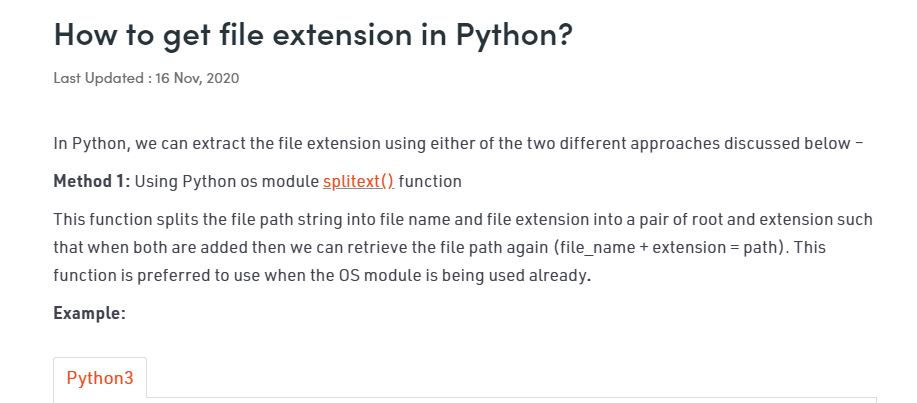 How to get file extension in Python?
Last Updated : 16 Nov, 2020
In Python, we can extract the file extension using either of the two different approaches discussed below –
Method 1: Using Python os module splitext() function
This function splits the file path string into file name and file extension into a pair of root and extension such
that when both are added then we can retrieve the file path again (file_name + extension = path). This
function is preferred to use when the OS module is being used already.
Example:
Python3